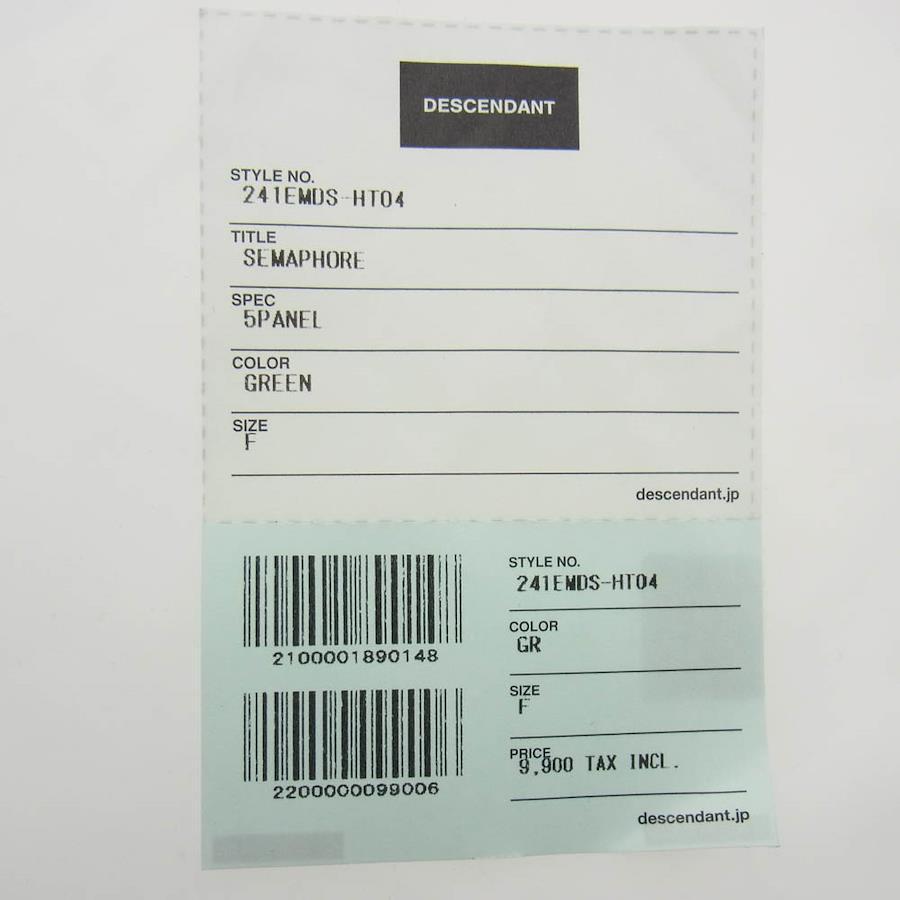 DESCENDANT
STYLE NO.
241EMDS-HT04
TITLE
SEMAPHORE
SPEC
5PANEL
COLOR
GREEN
SIZE
F
descendant.jp
2100001890148
2200000099006
STYLE NO.
241EMDS-HT04
COLOR
GR
SIZE
F
PRICE
9,900 TAX INCL.
descendant.jp